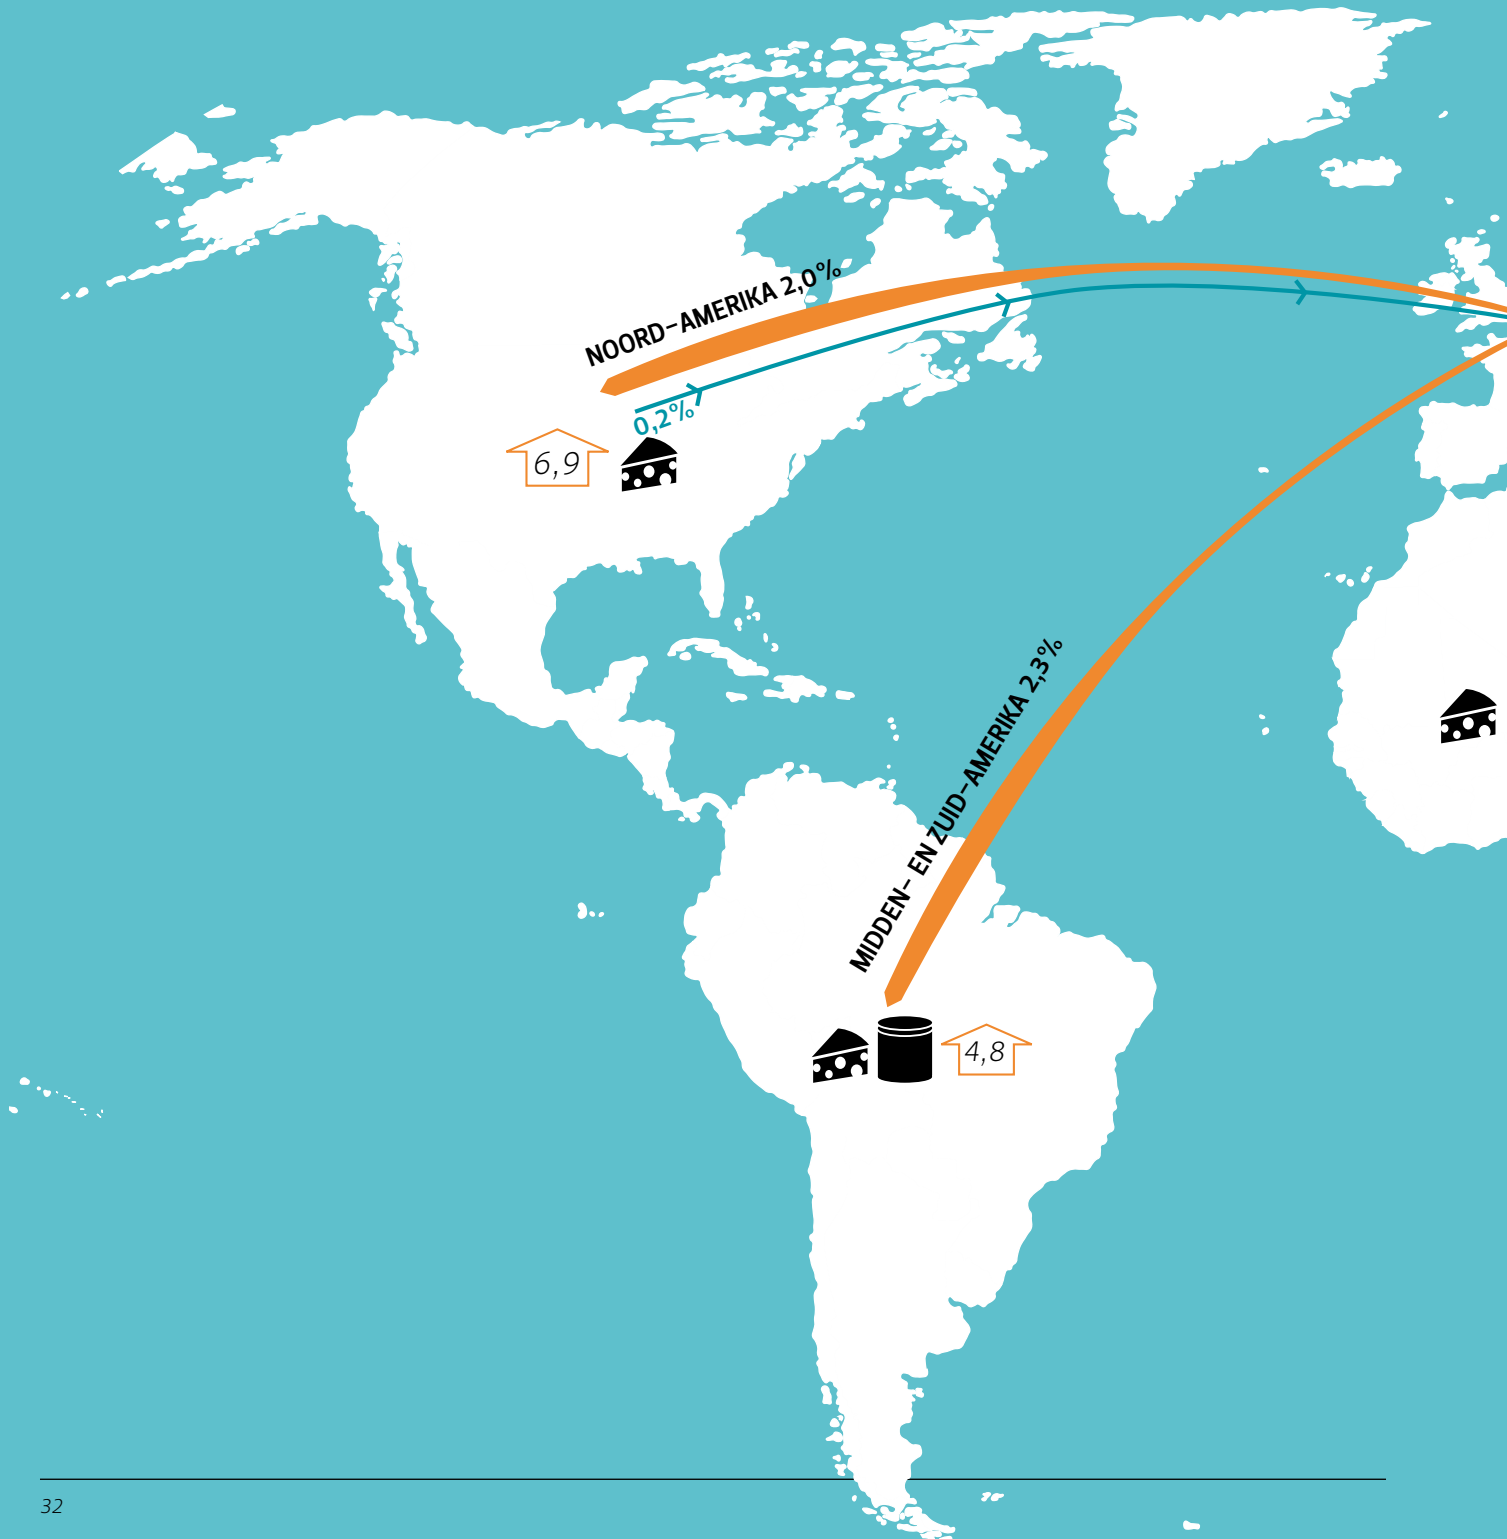 NOORD-AMERIKA 2,0%
0,2%
6,9
MIDDEN- EN ZUID-AMERIKA 2,3%
4,8
32